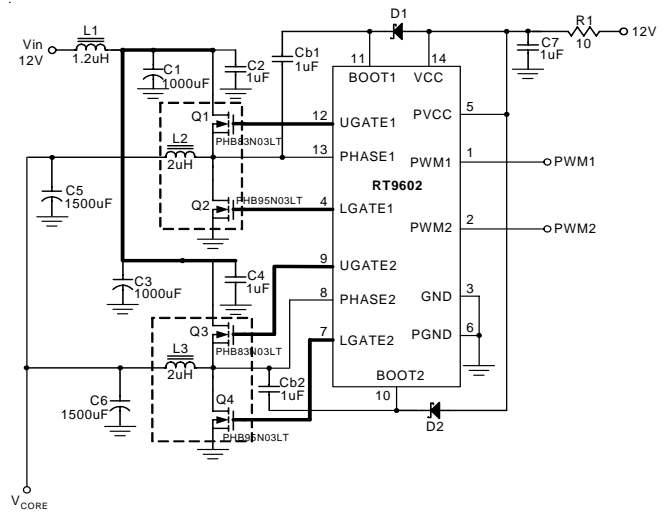 L1
Vin
12V
1.2uH
C1
1000uF
C2
1uF
Cb1
1uF
D1
R1
10
12V
C7
1uF
11
14
BOOT1
VCC
Q1
PHB83N03LT
12
UGATE1
PVCC
5
L2
2uH
13
PHASE1
PWM1
1
PWM1
RT9602
C5
1500uF
Q2
PHB95N03LT
4
LGATE1
PWM2
2
PWM2
9
UGATE2
C3
1000uF
C4
1uF
8
PHASE2
GND
3
Q3
PHB83N03LT
7
LGATE2
PGND
6
L3
2uH
BOOT2
10
Cb2
1uF
C6
1500uF
Q4
PHB95N03LT
D2
VCORE